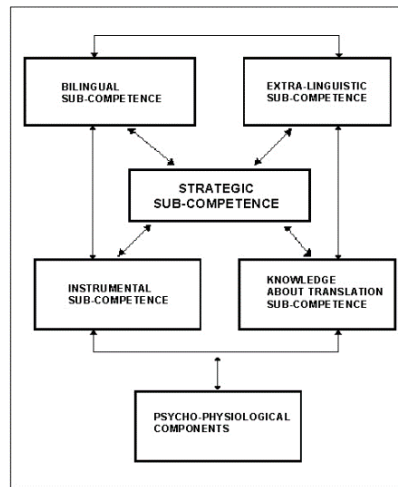 BILINGUAL
SUB-COMPETENCE
EXTRA-LINGUISTIC
SUB-COMPETENCE
STRATEGIC
SUB-COMPETENCE
INSTRUMENTAL
SUB-COMPETENCE
KNOWLEDGE
ABOUT TRANSLATION
SUB-COMPETENCE
PSYCHO-PHYSIOLOGICAL
COMPONENTS